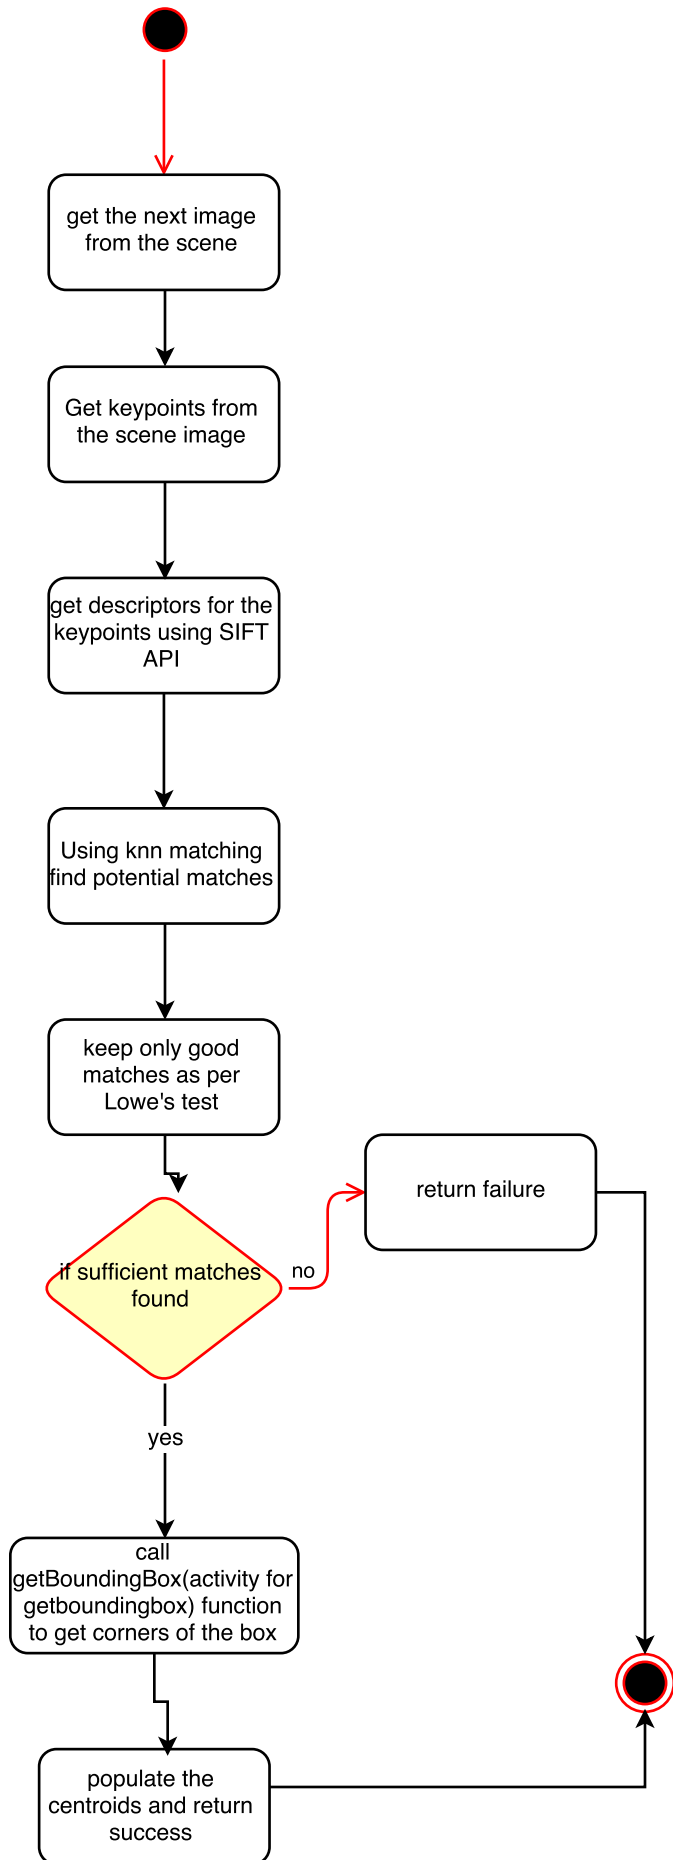 get the next image
from the scene
Get keypoints from
the scene image
get descriptors for the
keypoints using SIFT
API
Using knn matching
find potential matches
keep only good
matches as per
Lowe's test
return failure
if sufficient matches
found
no
yes
call
getBoundingBox(activity for
getboundingbox) function
to get corners of the box
populate the
centroids and return
success